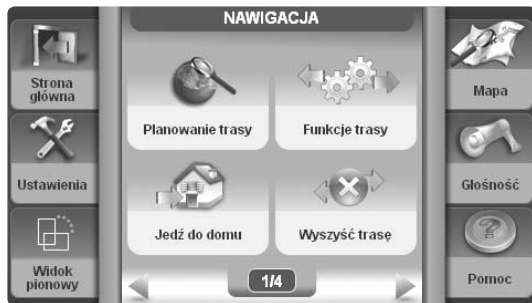 NAWIGACJA
Strona
główna
Ustawienia
Widok
pionowy
Planowanie trasy
Funkcje trasy
Jedź do domu
Wyszyść trasę
1/4
Mapa
Głośność
Pomoc